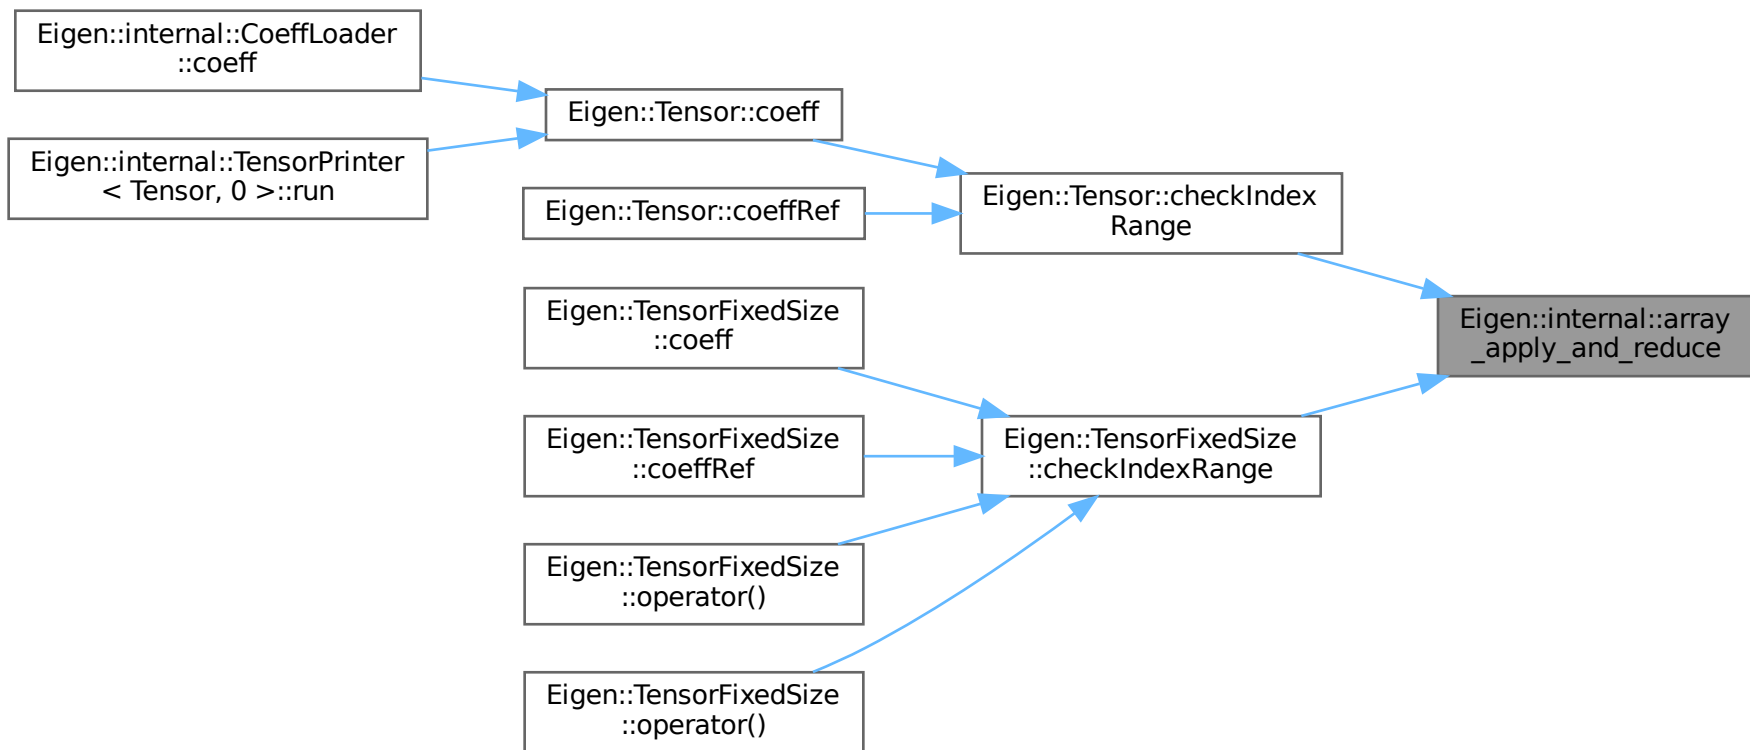 Eigen::internal::CoeffLoader
::coeff
Eigen::internal::TensorPrinter
< Tensor, 0 >::run
Eigen::Tensor::coeff
Eigen::Tensor::coeffRef
Eigen::TensorFixedSize
::coeff
Eigen::TensorFixedSize
::coeffRef
Eigen::TensorFixedSize
::operator()
Eigen::TensorFixedSize
::operator()
Eigen::Tensor::checkIndex
Range
Eigen::TensorFixedSize
::checkIndexRange
Eigen::internal::array
_apply_and_reduce